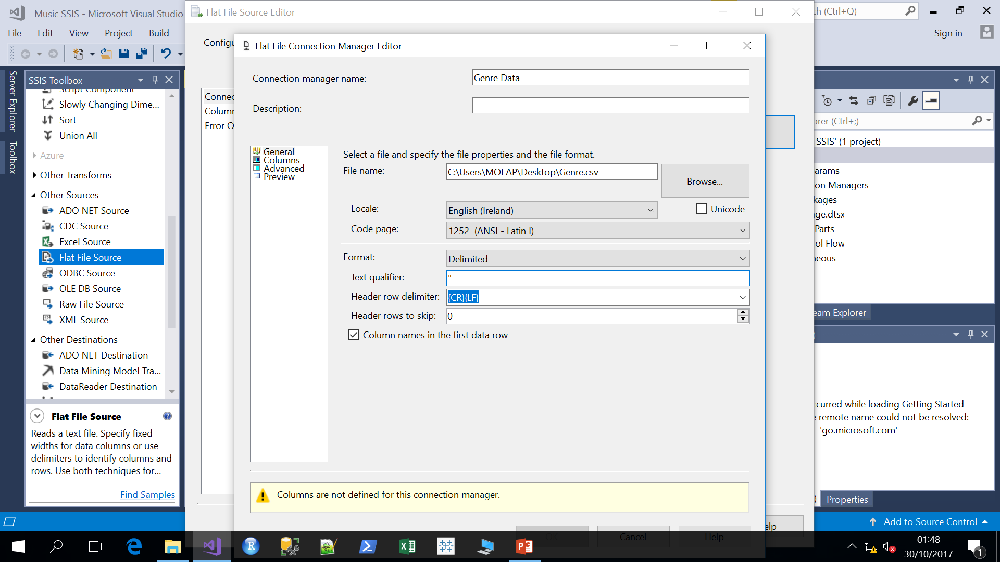 Music SSIS - Microsoft Visual Studio
Flat File Source Editor
ch (Ctrl+Q)
File Edit View Project Build
Sign in
Configu
Flat File Connection Manager Editor
Server Explorer
Toolbox
SSIS Toolbox
Script Component
Slowly Changing Dime...
Sort
Union All
Azure
Other Transforms
Other Sources
ADO NET Source
CDC Source
Excel Source
Flat File Source
ODBC Source
OLE DB Source
Raw File Source
XML Source
Other Destinations
ADO NET Destination
Data Mining Model Tra...
DataReader Destination
Flat File Source
Reads a text file. Specify fixed
widths for data columns or use
delimiters to identify columns and
rows. Use both techniques for...
Find Samples
Connec
Column
Error O
Connection manager name: Genre Data
Description:
General
Columns
Advanced
Preview
Select a file and specify the file properties and the file format.
File name: C:\Users\MOLAP\Desktop\Genre.csv Browse...
Locale: English (Ireland) Unicode
Code page: 1252 (ANSI - Latin I)
Format: Delimited
Text qualifier: "
Header row delimiter: {CR}{LF}
Header rows to skip: 0
Column names in the first data row
Columns are not defined for this connection manager.
OK Cancel Help
elp
orer (Ctrl+;)
SSIS' (1 project)
arams
on Managers
kages
ge.dtsx
Parts
rol Flow
neous
eam Explorer
ccurred while loading Getting Started
e remote name could not be resolved:
'go.microsoft.com'
Properties
Add to Source Control
01:48
30/10/2017
1